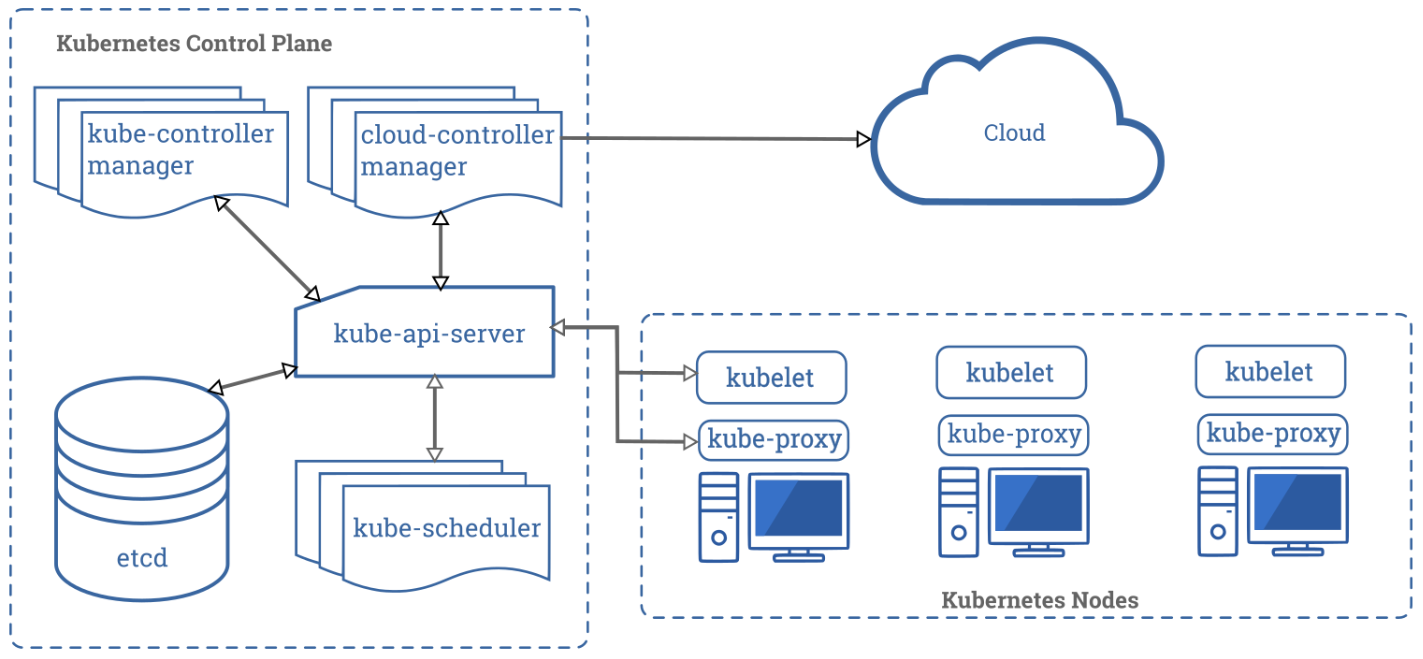 Kubernetes Control Plane
kube-controller
manager
cloud-controller
manager
Cloud
kube-api-server
kubelet
kubelet
kubelet
kube-proxy
kube-proxy
kube-proxy
kube-scheduler
etcd
Kubernetes Nodes